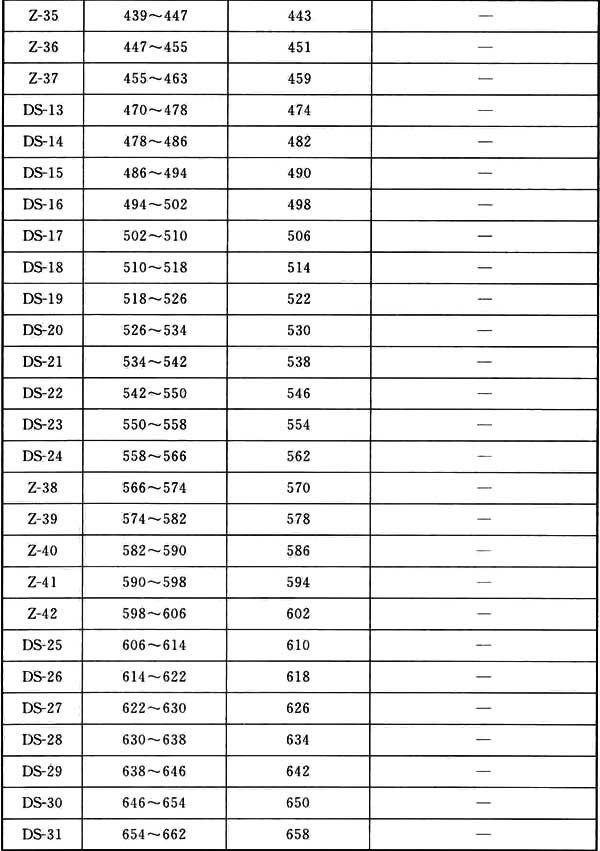 Z-35 439～447 443 —
Z-36 447～455 451 —
Z-37 455～463 459 —
DS-13 470～478 474 —
DS-14 478～486 482 —
DS-15 486～494 490 —
DS-16 494～502 498 —
DS-17 502～510 506 —
DS-18 510～518 514 —
DS-19 518～526 522 —
DS-20 526～534 530 —
DS-21 534～542 538 —
DS-22 542～550 546 —
DS-23 550～558 554 —
DS-24 558～566 562 —
Z-38 566～574 570 —
Z-39 574～582 578 —
Z-40 582～590 586 —
Z-41 590～598 594 —
Z-42 598～606 602 —
DS-25 606～614 610 —
DS-26 614～622 618 —
DS-27 622～630 626 —
DS-28 630～638 634 —
DS-29 638～646 642 —
DS-30 646～654 650 —
DS-31 654～662 658 —